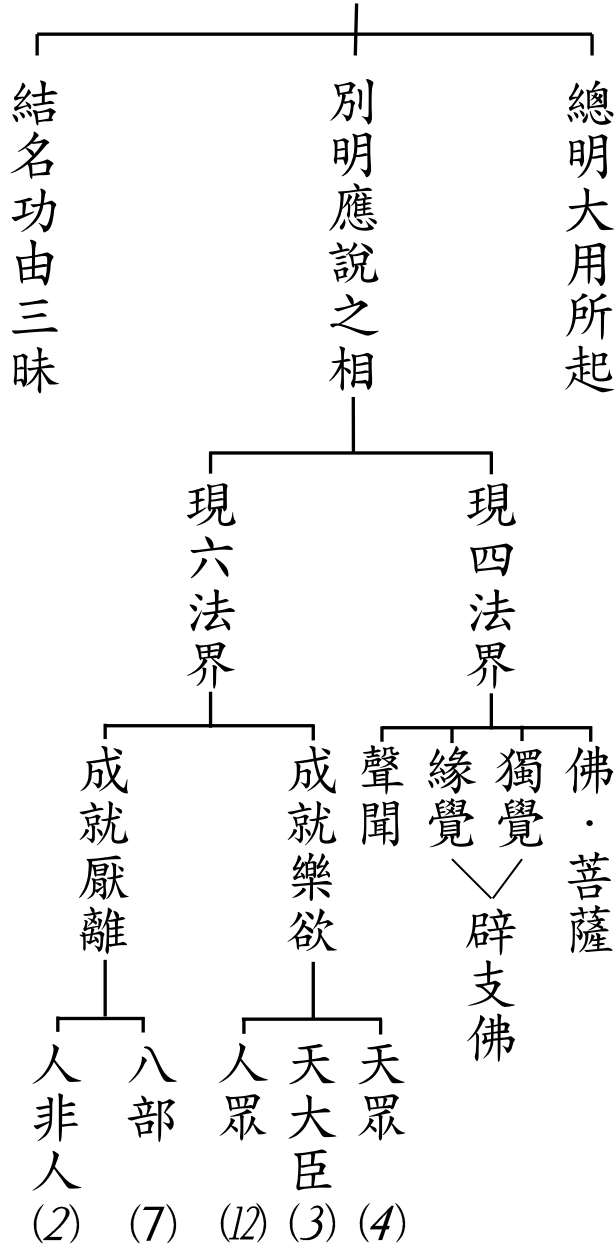 總明大用所起
別明應說之相
結名功由三昧
現四法界
現六法界
佛·菩薩
獨覺
緣覺
辟支佛
聲聞
成就樂欲
成就厭離
天眾(4)
天大臣(3)
人眾(12)
八部(7)
人非人(2)